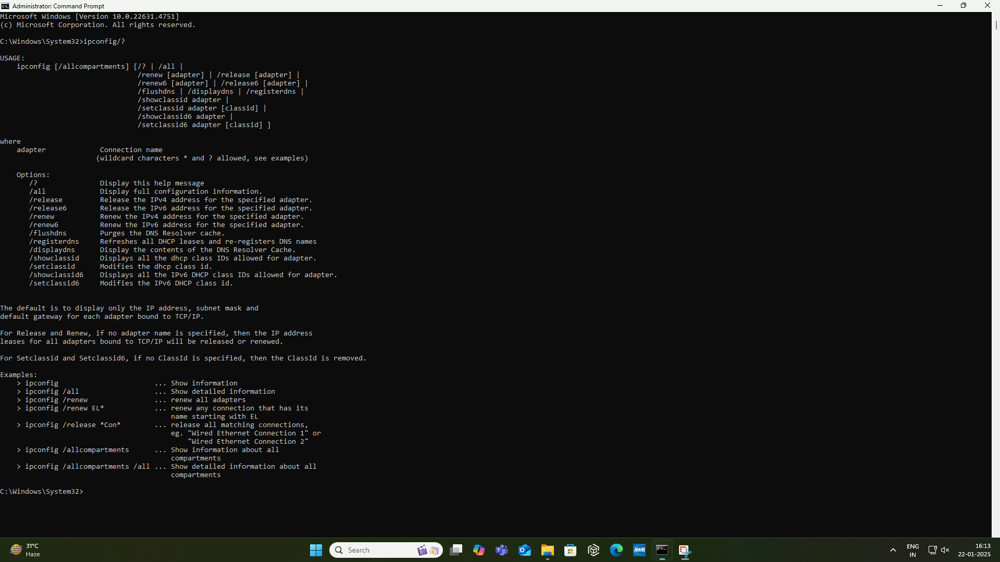 Administrator: Command Prompt
Microsoft Windows [Version 10.0.22631.4751]
(c) Microsoft Corporation. All rights reserved.
C:\Windows\System32>ipconfig/?
USAGE:
    ipconfig [/allcompartments] [/? | /all |
                                 /renew [adapter] | /release [adapter] |
                                 /renew6 [adapter] | /release6 [adapter] |
                                 /flushdns | /displaydns | /registerdns |
                                 /showclassid adapter |
                                 /setclassid adapter [classid] |
                                 /showclassid6 adapter |
                                 /setclassid6 adapter [classid] ]
where
    adapter             Connection name
                       (wildcard characters * and ? allowed, see examples)
    Options:
       /?               Display this help message
       /all             Display full configuration information.
       /release         Release the IPv4 address for the specified adapter.
       /release6        Release the IPv6 address for the specified adapter.
       /renew           Renew the IPv4 address for the specified adapter.
       /renew6          Renew the IPv6 address for the specified adapter.
       /flushdns        Purges the DNS Resolver cache.
       /registerdns     Refreshes all DHCP leases and re-registers DNS names
       /displaydns      Display the contents of the DNS Resolver Cache.
       /showclassid     Displays all the dhcp class IDs allowed for adapter.
       /setclassid      Modifies the dhcp class id.
       /showclassid6    Displays all the IPv6 DHCP class IDs allowed for adapter.
       /setclassid6     Modifies the IPv6 DHCP class id.
The default is to display only the IP address, subnet mask and
default gateway for each adapter bound to TCP/IP.
For Release and Renew, if no adapter name is specified, then the IP address
leases for all adapters bound to TCP/IP will be released or renewed.
For Setclassid and Setclassid6, if no ClassId is specified, then the ClassId is removed.
Examples:
    > ipconfig                       ... Show information
    > ipconfig /all                  ... Show detailed information
    > ipconfig /renew                ... renew all adapters
    > ipconfig /renew EL*            ... renew any connection that has its
                                         name starting with EL
    > ipconfig /release *Con*        ... release all matching connections,
                                         eg. "Wired Ethernet Connection 1" or
                                             "Wired Ethernet Connection 2"
    > ipconfig /allcompartments      ... Show information about all
                                         compartments
    > ipconfig /allcompartments /all ... Show detailed information about all
                                         compartments
C:\Windows\System32>
31°C
Haze
Search
AWR
ENG
IN
16:13
22-01-2025